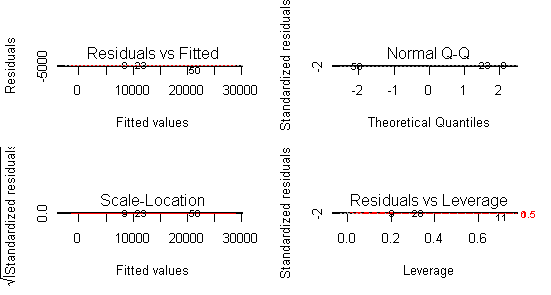 Residuals vs Fitted
Residuals
-5000
9 23
50
0 10000 20000 30000
Fitted values
Normal Q-Q
Standardized residuals
-2
50
23 9
-2 -1 0 1 2
Theoretical Quantiles
Scale-Location
√|Standardized residuals
0.0
9 23 50
0 10000 20000 30000
Fitted values
Residuals vs Leverage
Standardized residuals
-2
9
11
0.5
0.0 0.2 0.4 0.6
Leverage